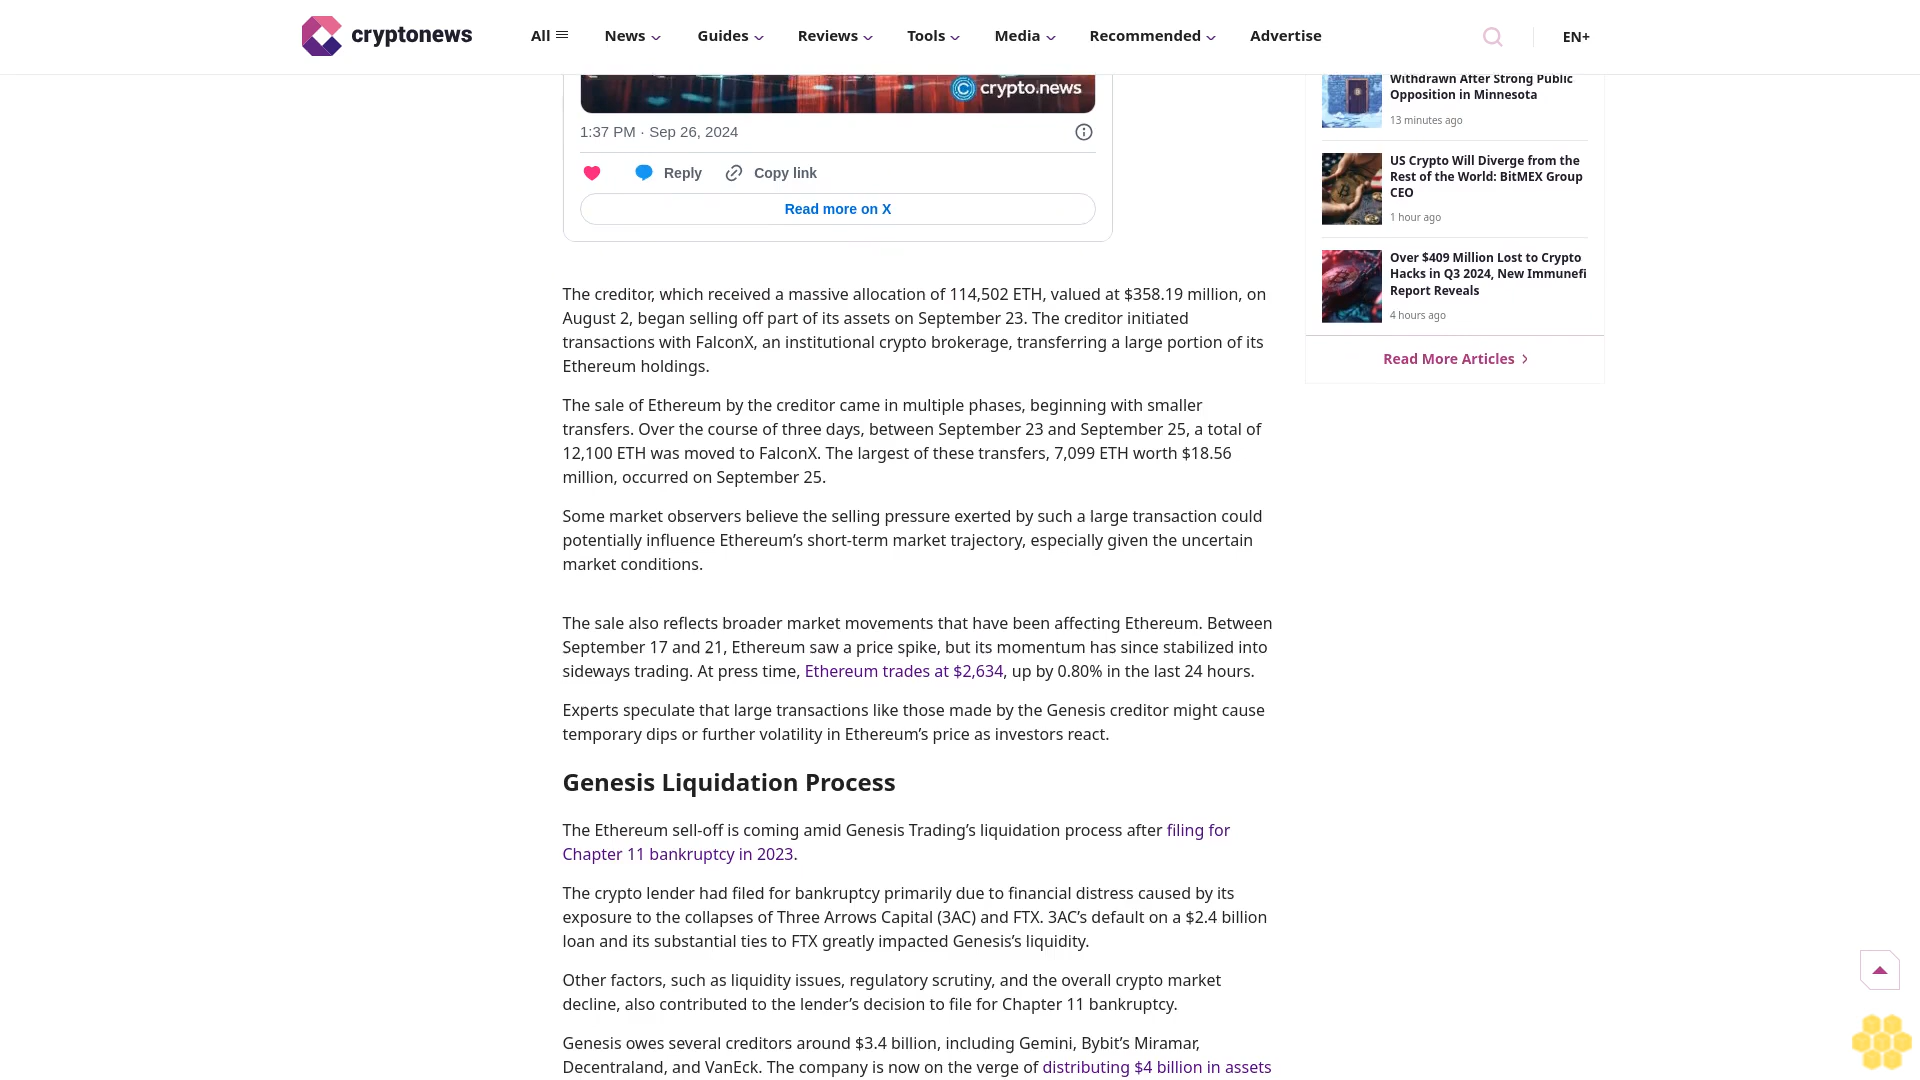 cryptonews
All
News
Guides
Reviews
Tools
Media
Recommended
Advertise
EN+
crypto.news
1:37 PM · Sep 26, 2024
Reply
Copy link
Read more on X
The creditor, which received a massive allocation of 114,502 ETH, valued at $358.19 million, on
August 2, began selling off part of its assets on September 23. The creditor initiated
transactions with FalconX, an institutional crypto brokerage, transferring a large portion of its
Ethereum holdings.
The sale of Ethereum by the creditor came in multiple phases, beginning with smaller
transfers. Over the course of three days, between September 23 and September 25, a total of
12,100 ETH was moved to FalconX. The largest of these transfers, 7,099 ETH worth $18.56
million, occurred on September 25.
Some market observers believe the selling pressure exerted by such a large transaction could
potentially influence Ethereum’s short-term market trajectory, especially given the uncertain
market conditions.
The sale also reflects broader market movements that have been affecting Ethereum. Between
September 17 and 21, Ethereum saw a price spike, but its momentum has since stabilized into
sideways trading. At press time, Ethereum trades at $2,634, up by 0.80% in the last 24 hours.
Experts speculate that large transactions like those made by the Genesis creditor might cause
temporary dips or further volatility in Ethereum’s price as investors react.
Genesis Liquidation Process
The Ethereum sell-off is coming amid Genesis Trading’s liquidation process after filing for
Chapter 11 bankruptcy in 2023.
The crypto lender had filed for bankruptcy primarily due to financial distress caused by its
exposure to the collapses of Three Arrows Capital (3AC) and FTX. 3AC’s default on a $2.4 billion
loan and its substantial ties to FTX greatly impacted Genesis’s liquidity.
Other factors, such as liquidity issues, regulatory scrutiny, and the overall crypto market
decline, also contributed to the lender’s decision to file for Chapter 11 bankruptcy.
Genesis owes several creditors around $3.4 billion, including Gemini, Bybit’s Miramar,
Decentraland, and VanEck. The company is now on the verge of distributing $4 billion in assets
Withdrawn After Strong Public
Opposition in Minnesota
13 minutes ago
US Crypto Will Diverge from the
Rest of the World: BitMEX Group
CEO
1 hour ago
Over $409 Million Lost to Crypto
Hacks in Q3 2024, New Immunefi
Report Reveals
4 hours ago
Read More Articles